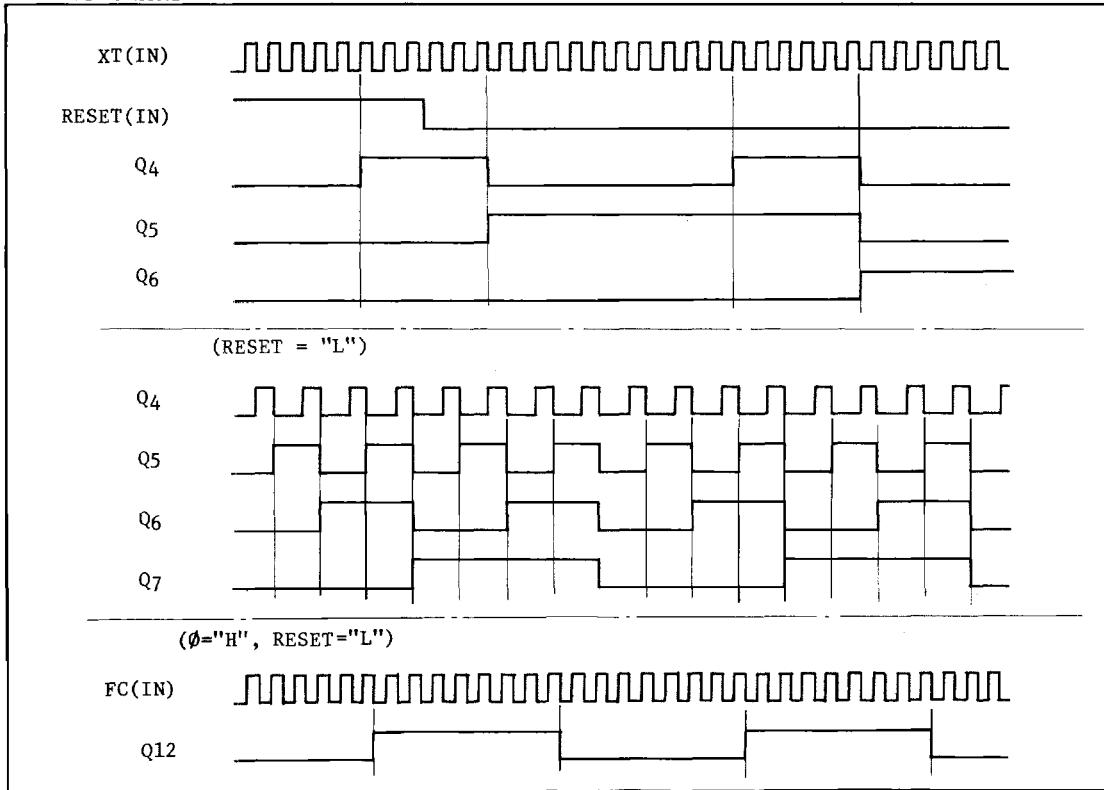 XT(IN)
RESET(IN)
Q4
Q5
Q6
(RESET = "L")
Q4
Q5
Q6
Q7
(Ø="H", RESET="L")
FC(IN)
Q12